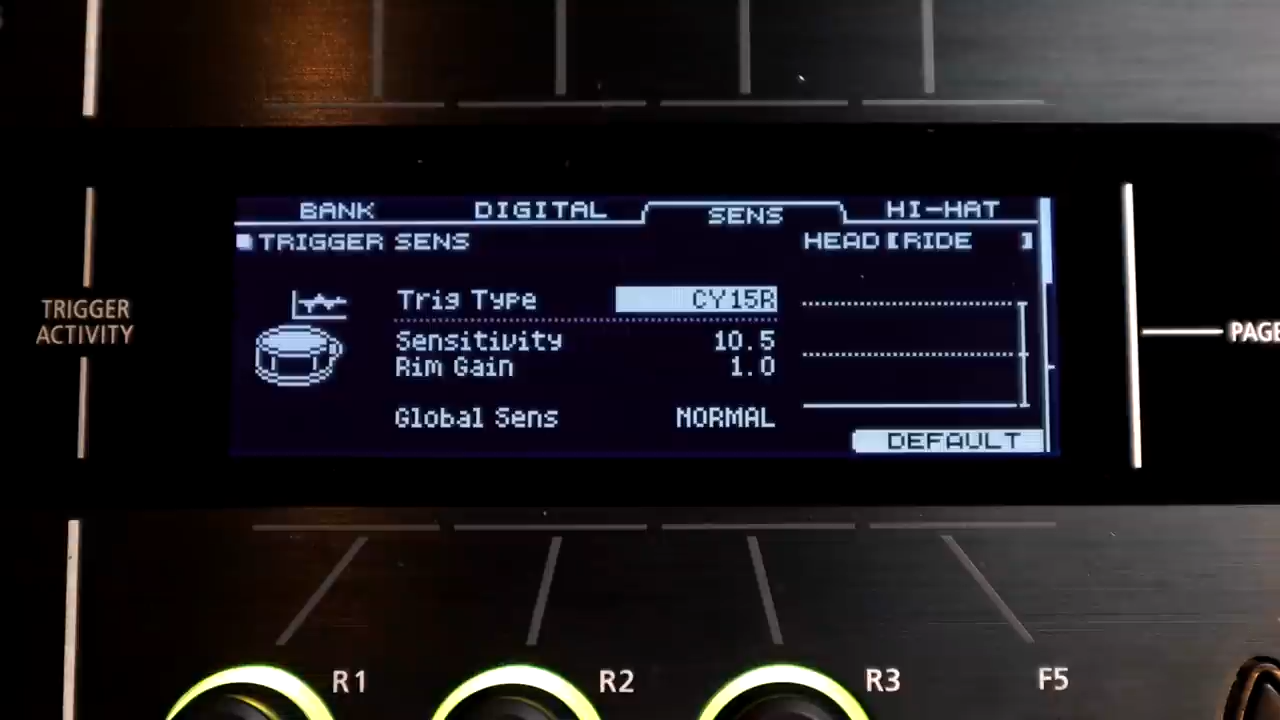 BANK DIGITAL SENS HI-HAT
TRIGGER SENS HEAD [RIDE ]
Trig Type CY15R
Sensitivity 10.5
Rim Gain 1.0
Global Sens NORMAL
DEFAULT
TRIGGER
ACTIVITY
PAGE
R1 R2 R3 F5